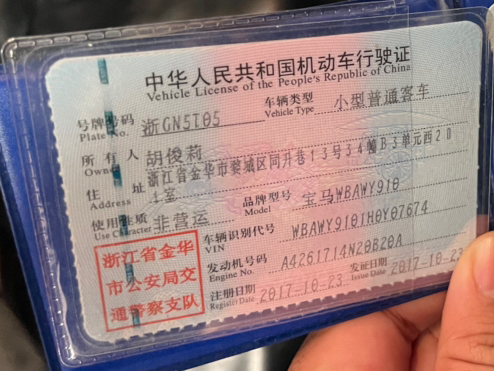 中华人民共和国机动车行驶证
Vehicle License of the People's Republic of China
号牌号码 浙GN5T05 车辆类型 小型普通客车
Plate No. Vehicle Type
所有人 胡俊莉
Owner
住址 浙江省金华市婺城区同升巷13号34幢B3单元西20
Address 1室
使用性质 非营运 品牌型号 宝马WBAWY910
Use Character Model
车辆识别代号 WBAWY9101H0Y07674
VIN
发动机号码 A4261714N20B20A
Engine No.
注册日期 2017-10-23 发证日期 2017-10-23
Register Date Issue Date
浙江省金华
市公安局交
通警察支队